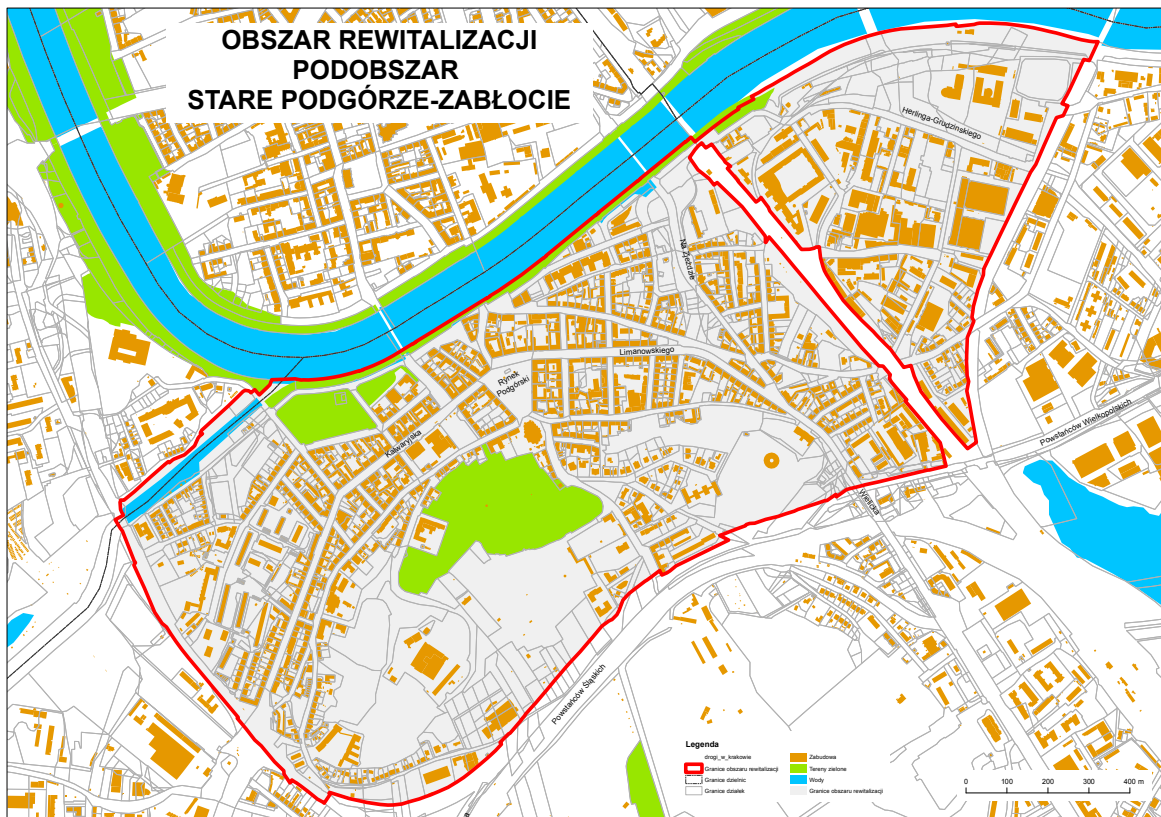 OBSZAR REWITALIZACJI
PODOBSZAR
STARE PODGÓRZE-ZABŁOCIE
Herlinga-Grudzińskiego
Na Zjeździe
Limanowskiego
Rynek
Podgórski
Kalwaryjska
Powstańców Wielkopolskich
Wielicka
Powstańców Śląskich
Legenda
drogi_w_krakowie
Granice obszaru rewitalizacji
Granice dzielnic
Granice działek
Zabudowa
Tereny zielone
Wody
Granice obszaru rewitalizacji
0 100 200 300 400 m